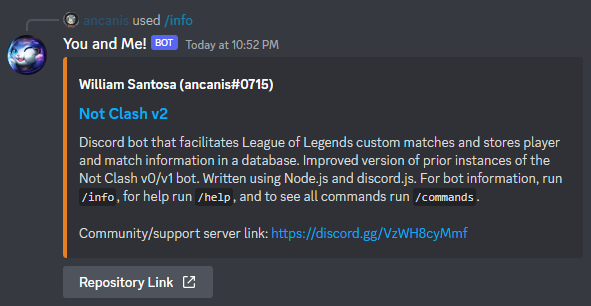 ancanis used /info
You and Me! BOT Today at 10:52 PM
William Santosa (ancanis#0715)
Not Clash v2
Discord bot that facilitates League of Legends custom matches and stores player
and match information in a database. Improved version of prior instances of the
Not Clash v0/v1 bot. Written using Node.js and discord.js. For bot information, run
/info, for help run /help, and to see all commands run /commands.
Community/support server link: https://discord.gg/VzWH8cyMmf
Repository Link